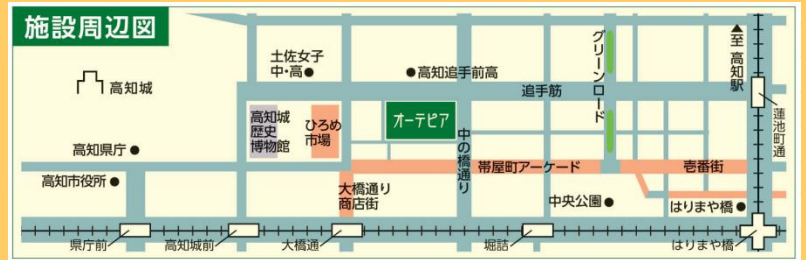 施設周辺図
高知城
土佐女子
中・高●
●高知追手前高
追手筋
グリーンロード
▲至 高知駅
蓮池町通
高知城
歴史
博物館
ひろめ
市場
オーテピア
中の橋通り
高知県庁●
高知市役所●
大橋通り
商店街
帯屋町アーケード
壱番街
中央公園●
はりまや橋●
県庁前
高知城前
大橋通
堀詰
はりまや橋